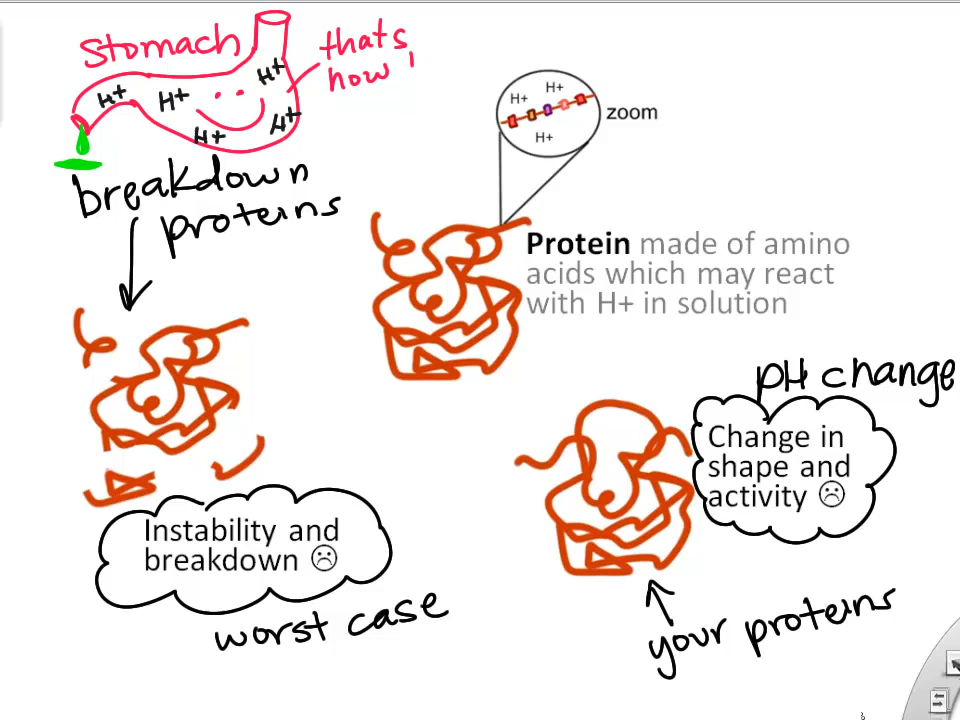 Stomach
thats
how I
H+
H+
H+
H+
H+
breakdown
proteins
H+
H+
H+
zoom
Protein made of amino
acids which may react
with H+ in solution
pH change
Change in
shape and
activity ☹
Instability and
breakdown ☹
worst case
your proteins